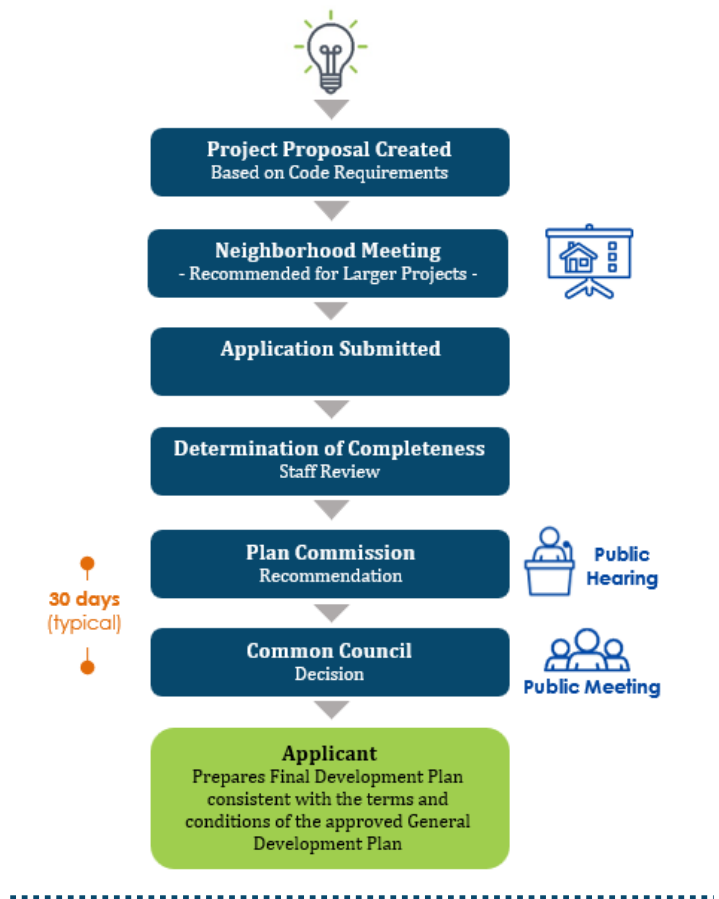 Project Proposal Created
Based on Code Requirements
Neighborhood Meeting
- Recommended for Larger Projects -
Application Submitted
Determination of Completeness
Staff Review
Plan Commission
Recommendation
Public
Hearing
30 days
(typical)
Common Council
Decision
Public Meeting
Applicant
Prepares Final Development Plan
consistent with the terms and
conditions of the approved General
Development Plan